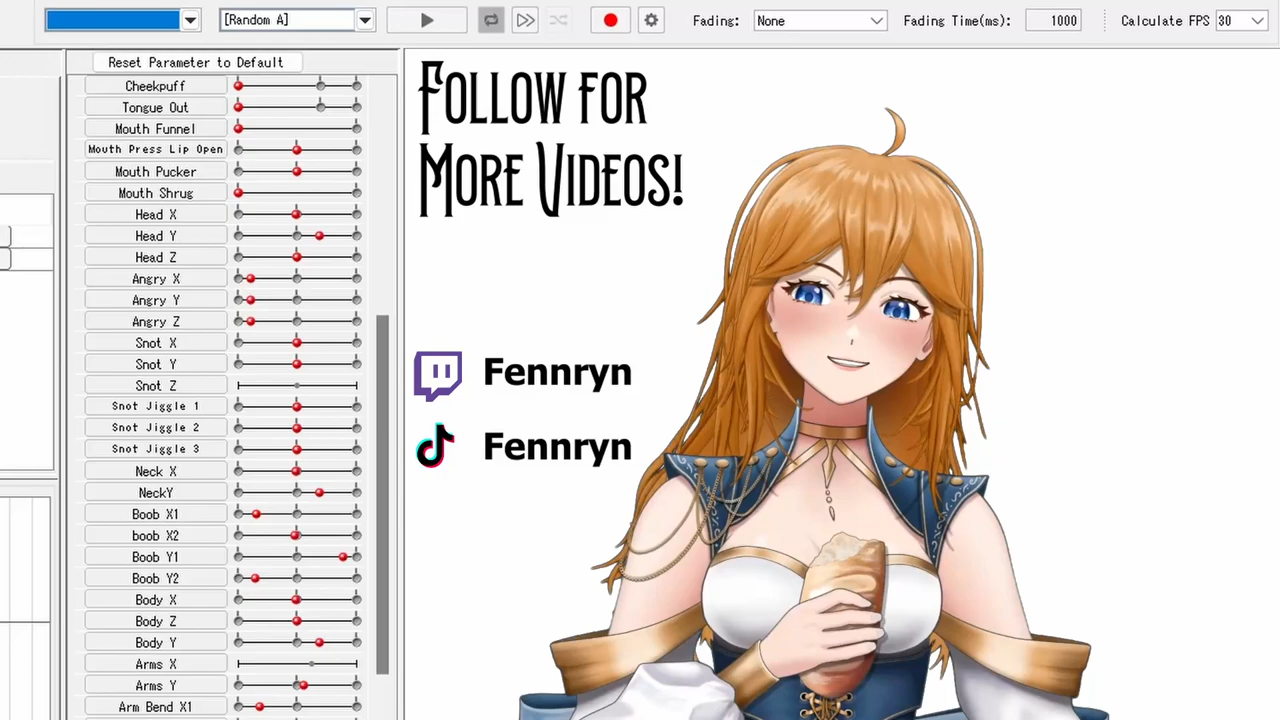 [Random A]
Fading:
None
Fading Time(ms):
1000
Calculate FPS
30
Reset Parameter to Default
Cheekpuff
Tongue Out
Mouth Funnel
Mouth Press Lip Open
Mouth Pucker
Mouth Shrug
Head X
Head Y
Head Z
Angry X
Angry Y
Angry Z
Snot X
Snot Y
Snot Z
Snot Jiggle 1
Snot Jiggle 2
Snot Jiggle 3
Neck X
NeckY
Boob X1
boob X2
Boob Y1
Boob Y2
Body X
Body Z
Body Y
Arms X
Arms Y
Arm Bend X1
FOLLOW FOR
MORE VIDEOS!
Fennryn
Fennryn